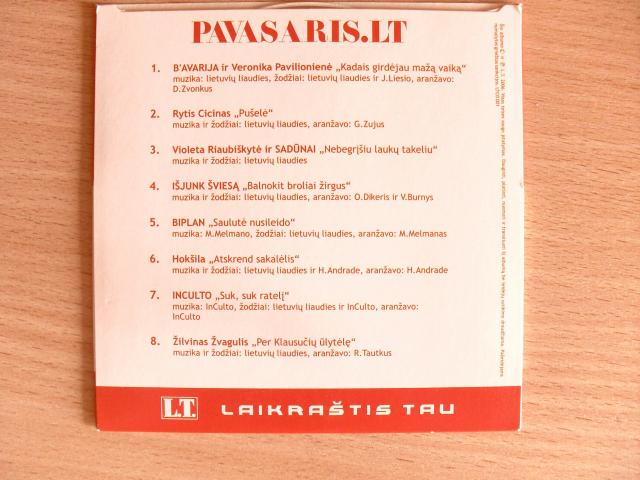 PAVASARIS.LT
1. B'AVARIJA ir Veronika Povilionienė „Kadais girdėjau mažą vaiką“
muzika: lietuvių liaudies, žodžiai: lietuvių liaudies ir J.Liesio, aranžavo:
D.Zvonkus
2. Rytis Cicinas „Pušelė“
muzika ir žodžiai: lietuvių liaudies, aranžavo: G.Zujus
3. Violeta Riaubiškytė ir SADŪNAI „Nebegrįšiu laukų takeliu“
muzika ir žodžiai: lietuvių liaudies
4. IŠJUNK ŠVIESĄ „Balnokit broliai žirgus“
muzika ir žodžiai: lietuvių liaudies, aranžavo: O.Dikeris ir V.Burnys
5. BIPLAN „Saulutė nusileido“
muzika: M.Melmano, žodžiai: lietuvių liaudies, aranžavo: M.Melmanas
6. Hokšila „Atskrend sakalėlis“
muzika ir žodžiai: lietuvių liaudies ir H.Andrade, aranžavo: H.Andrade
7. INCULTO „Suk, suk ratelį“
muzika: InCulto, žodžiai: lietuvių liaudies ir InCulto, aranžavo:
InCulto
8. Žilvinas Žvagulis „Per Klausučių ūlytėlę“
muzika ir žodžiai: lietuvių liaudies, aranžavo: R.Tautkus
L.T. LAIKRAŠTIS TAU